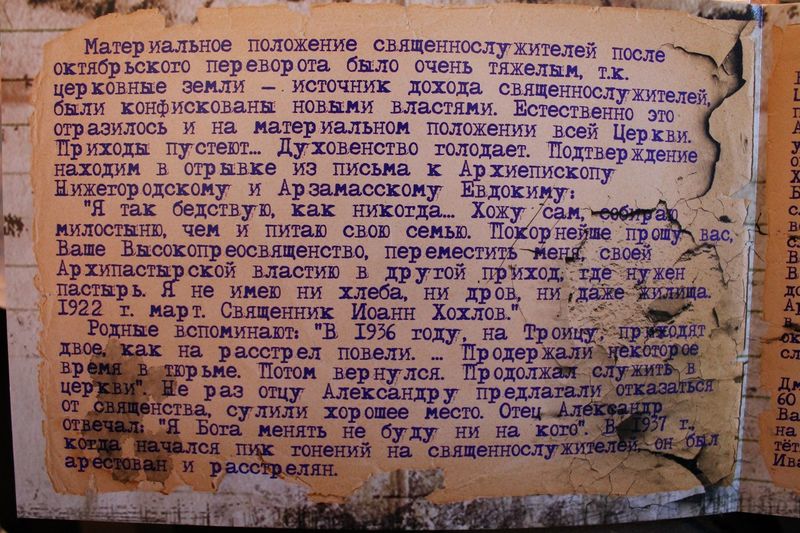 Материальное положение священнослужителей после
октябрьского переворота было очень тяжелым, т.к.
церковные земли – источник дохода священнослужителей,
были конфискованы новыми властями. Естественно это
отразилось и на материальном положении всей Церкви.
Приходы пустеют... Духовенство голодает. Подтверждение
находим в отрывке из письма к Архиепископу
Нижегородскому и Арзамасскому Евдокиму:
"Я так бедствую, как никогда... Хожу сам, собираю
милостыню, чем и питаю свою семью. Покорнейше прошу вас,
Ваше Высокопреосвященство, переместить меня, своей
Архипастырской властию в другой приход, где нужен
пастырь. Я не имею ни хлеба, ни дров, ни даже жилища.
1922 г. март. Священник Иоанн Хохлов."
Родные вспоминают: "В 1936 году, на Троицу, приходят
двое, как на расстрел повели. ... Продержали некоторое
время в тюрьме. Потом вернулся. Продолжал служить в
церкви". Не раз отцу Александру предлагали отказаться
от священства, сулили хорошее место. Отец Александр
отвечал: "Я Бога менять не буду ни на кого". В 1937 г.,
когда начался пик гонений на священнослужителей, он был
арестован и расстрелян.
60
на